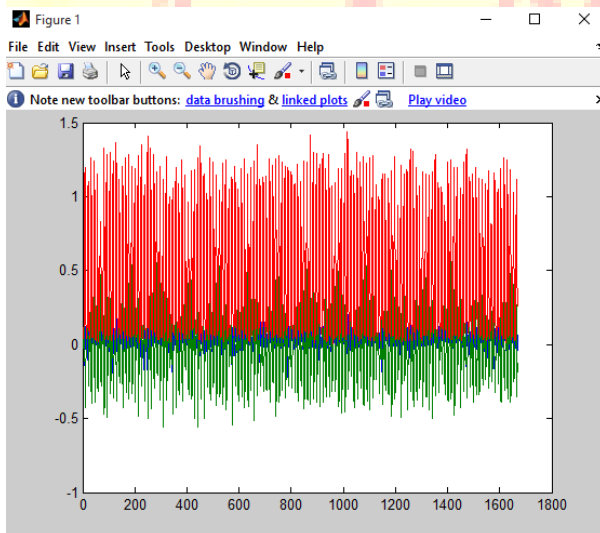 Figure 1
File Edit View Insert Tools Desktop Window Help
Note new toolbar buttons: data brushing & linked plots Play video
1.5
1
0.5
0
-0.5
-1
0 200 400 600 800 1000 1200 1400 1600 1800